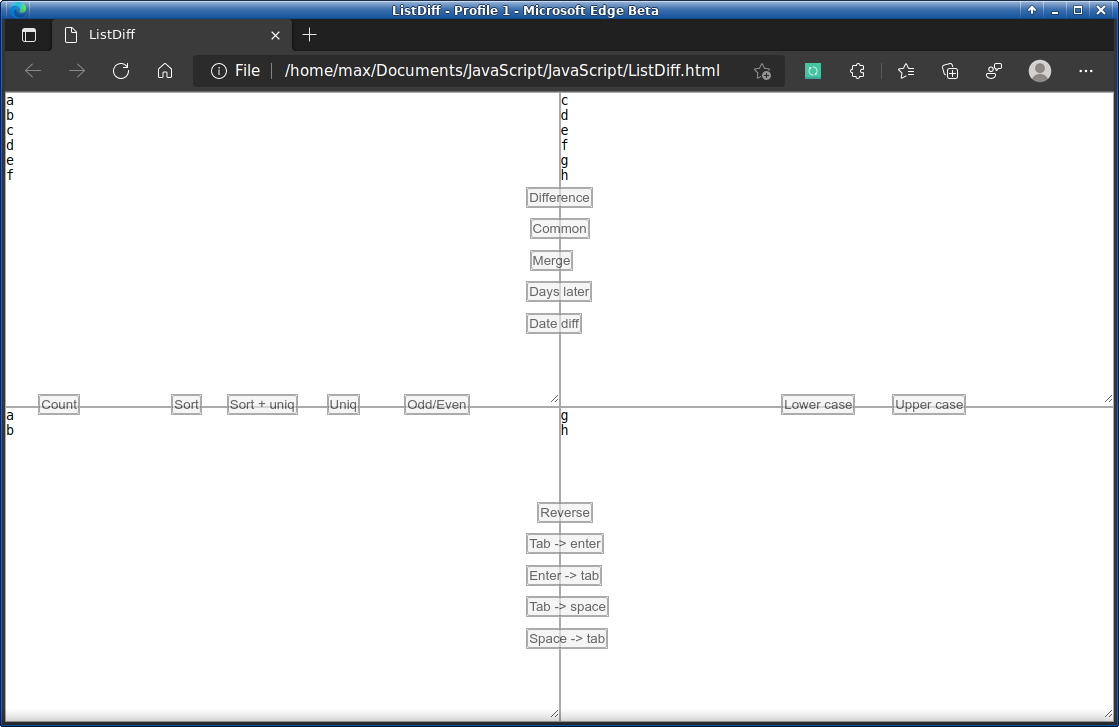 ListDiff - Profile 1 - Microsoft Edge Beta
ListDiff
File
/home/max/Documents/JavaScript/JavaScript/ListDiff.html
a
b
c
d
e
f
c
d
e
f
g
h
Difference
Common
Merge
Days later
Date diff
Count
Sort
Sort + uniq
Uniq
Odd/Even
Lower case
Upper case
a
b
g
h
Reverse
Tab -> enter
Enter -> tab
Tab -> space
Space -> tab